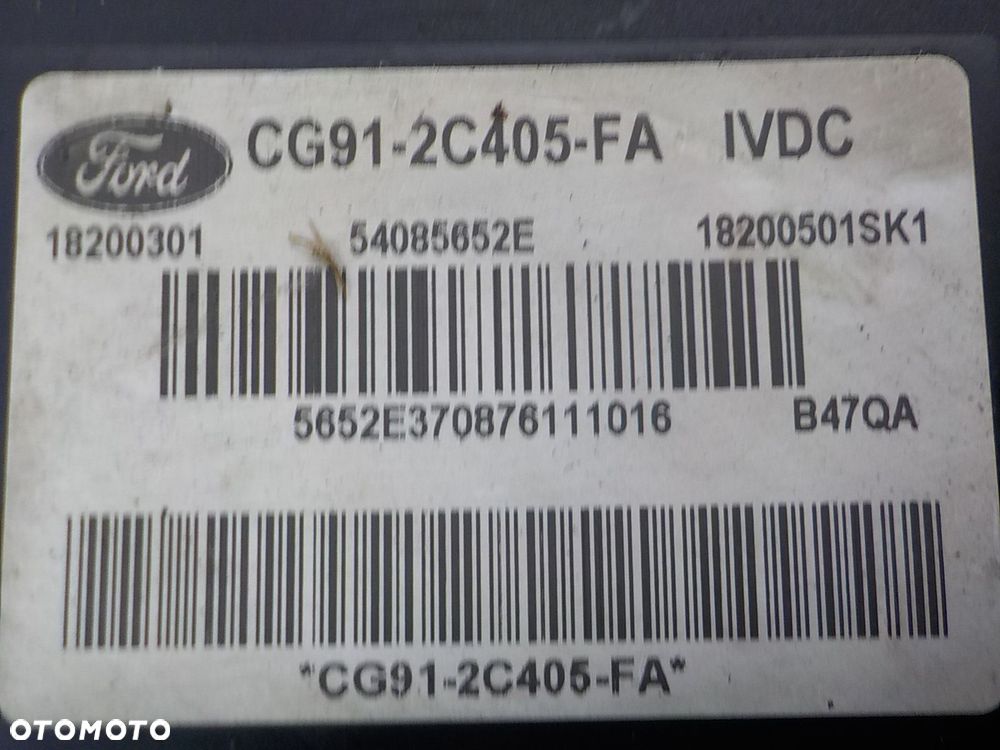 Ford CG91-2C405-FA IVDC
18200301 54085652E 18200501SK1
5652E370876111016 B47QA
*CG91-2C405-FA*
OTOMOTO